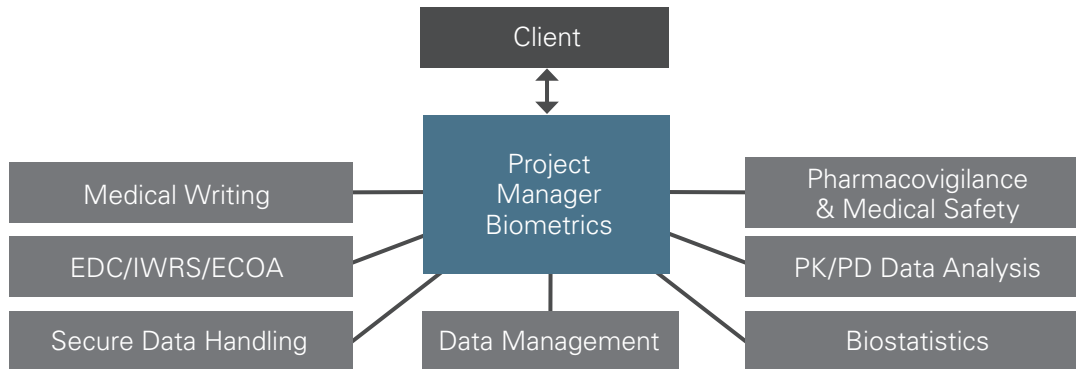 Client
Project
Manager
Biometrics
Medical Writing
EDC/IWRS/ECOA
Secure Data Handling
Data Management
Pharmacovigilance
& Medical Safety
PK/PD Data Analysis
Biostatistics